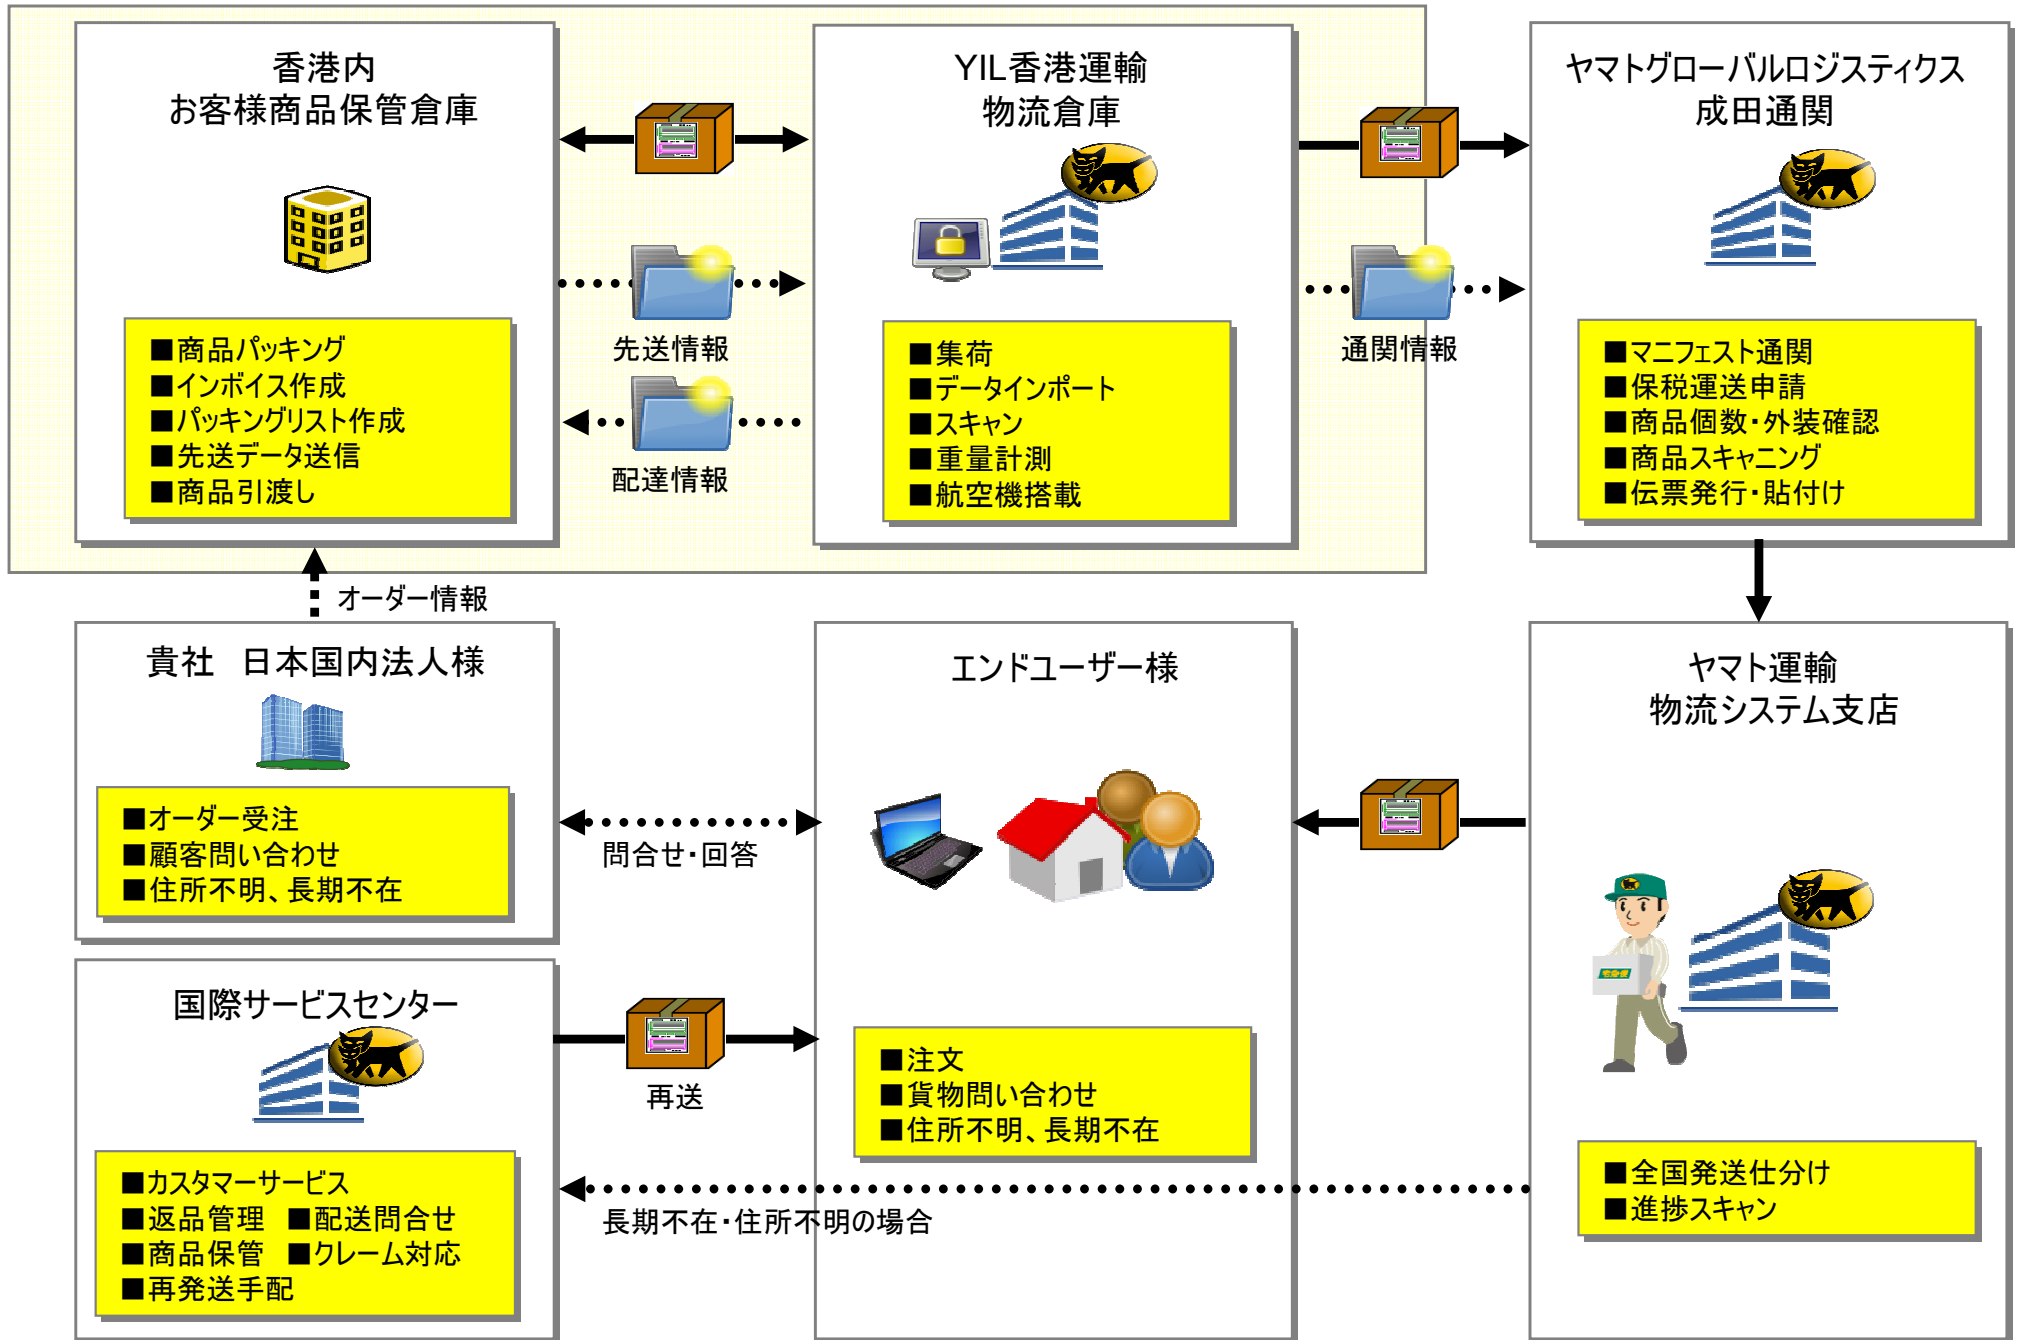 香港内
お客様商品保管倉庫
■商品パッキング
■インボイス作成
■パッキングリスト作成
■先送データ送信
■商品引渡し
先送情報
配達情報
YIL香港運輸
物流倉庫
■集荷
■データインポート
■スキャン
■重量計測
■航空機搭載
通関情報
ヤマトグローバルロジスティクス
成田通関
■マニフェスト通関
■保税運送申請
■商品個数・外装確認
■商品スキャニング
■伝票発行・貼付け
オーダー情報
貴社　日本国内法人様
■オーダー受注
■顧客問い合わせ
■住所不明、長期不在
問合せ・回答
エンドユーザー様
■注文
■貨物問い合わせ
■住所不明、長期不在
ヤマト運輸
物流システム支店
宅急便
■全国発送仕分け
■進捗スキャン
国際サービスセンター
■カスタマーサービス
■返品管理　■配送問合せ
■商品保管　■クレーム対応
■再発送手配
再送
長期不在・住所不明の場合